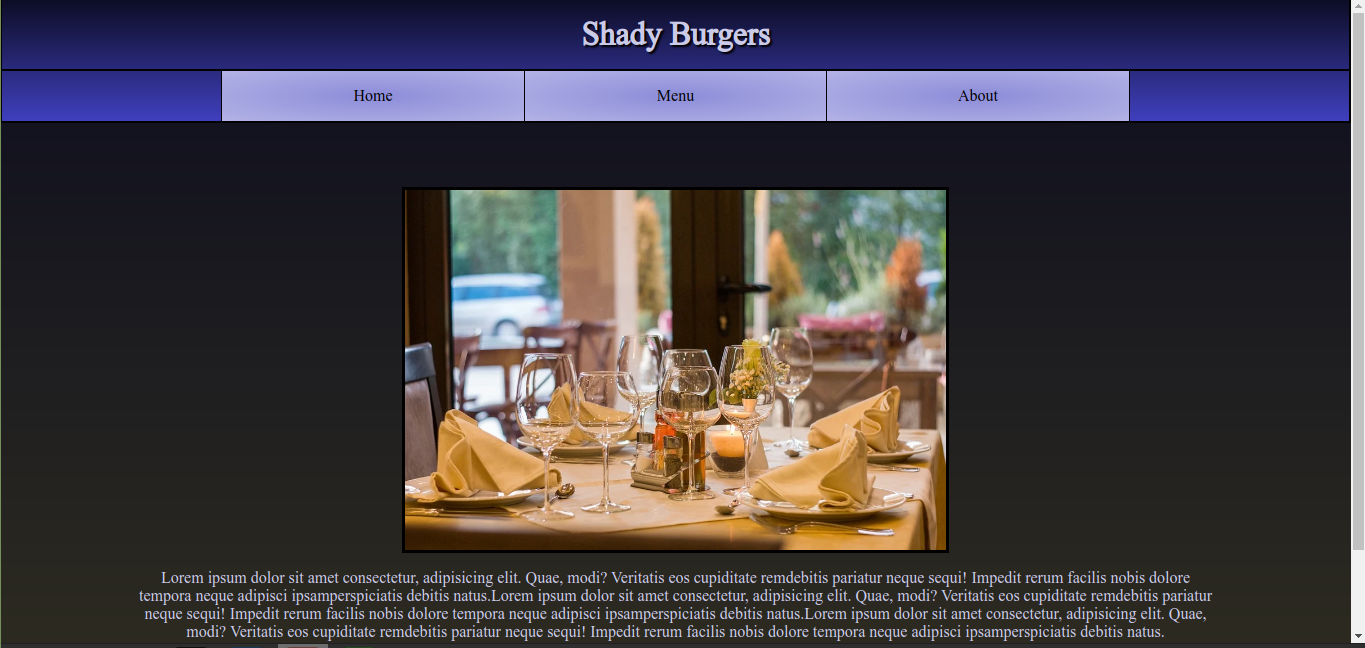 Shady Burgers
Home
Menu
About
Lorem ipsum dolor sit amet consectetur, adipisicing elit. Quae, modi? Veritatis eos cupiditate remdebitis pariatur neque sequi! Impedit rerum facilis nobis dolore
tempora neque adipisci ipsamperspiciatis debitis natus.Lorem ipsum dolor sit amet consectetur, adipisicing elit. Quae, modi? Veritatis eos cupiditate remdebitis pariatur
neque sequi! Impedit rerum facilis nobis dolore tempora neque adipisci ipsamperspiciatis debitis natus.Lorem ipsum dolor sit amet consectetur, adipisicing elit. Quae,
modi? Veritatis eos cupiditate remdebitis pariatur neque sequi! Impedit rerum facilis nobis dolore tempora neque adipisci ipsamperspiciatis debitis natus.